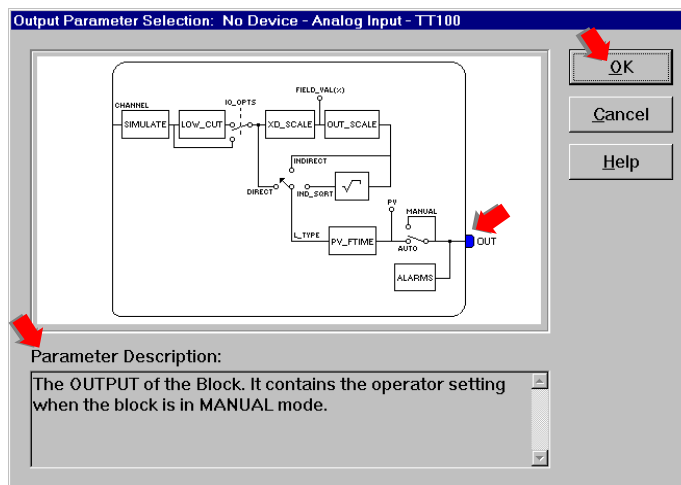 Output Parameter Selection: No Device - Analog Input - TT100
OK
Cancel
Help
FIELD_VAL(%)
CHANNEL
IO_OPTS
SIMULATE
LOW_CUT
XD_SCALE
OUT_SCALE
INDIRECT
DIRECT
IND_SQRT
√
PV
MANUAL
L_TYPE
PV_FTIME
AUTO
OUT
ALARMS
Parameter Description:
The OUTPUT of the Block. It contains the operator setting
when the block is in MANUAL mode.